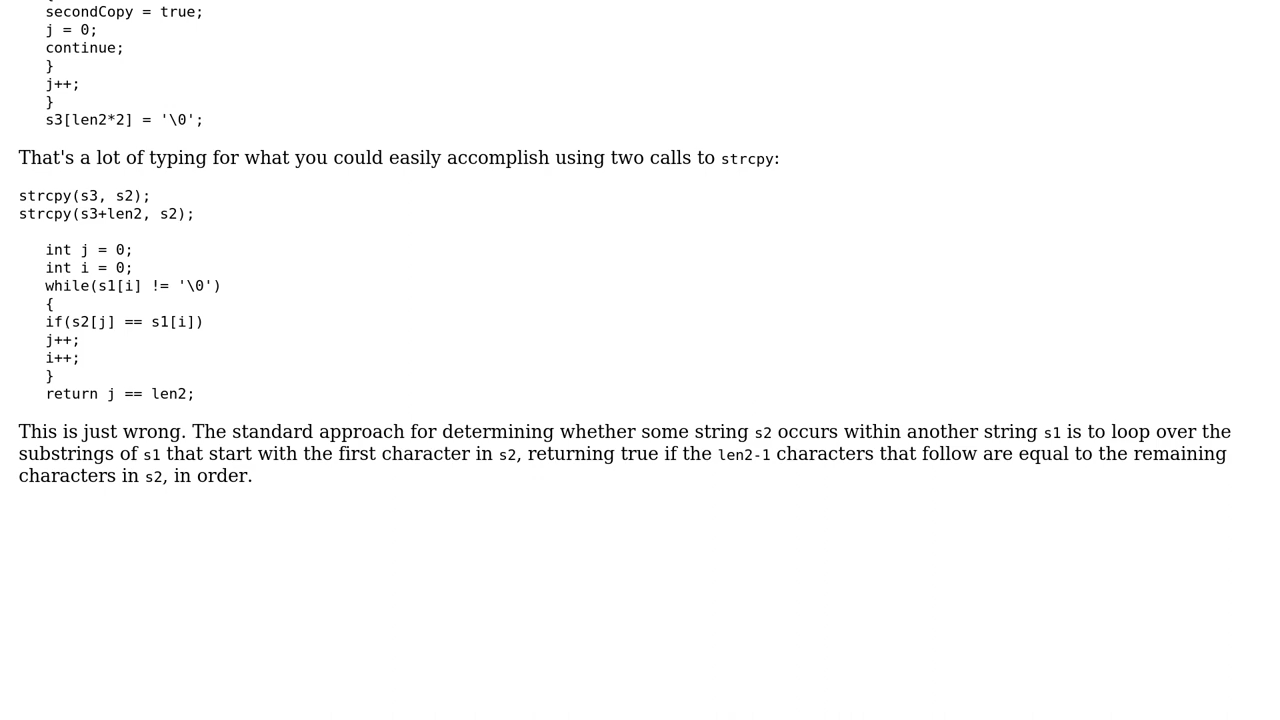 secondCopy = true;
j = 0;
continue;
}
j++;
}
s3[len2*2] = '\0';
That's a lot of typing for what you could easily accomplish using two calls to strcpy:
strcpy(s3, s2);
strcpy(s3+len2, s2);
int j = 0;
int i = 0;
while(s1[i] != '\0')
{
if(s2[j] == s1[i])
j++;
i++;
}
return j == len2;
This is just wrong. The standard approach for determining whether some string s2 occurs within another string s1 is to loop over the
substrings of s1 that start with the first character in s2, returning true if the len2-1 characters that follow are equal to the remaining
characters in s2, in order.